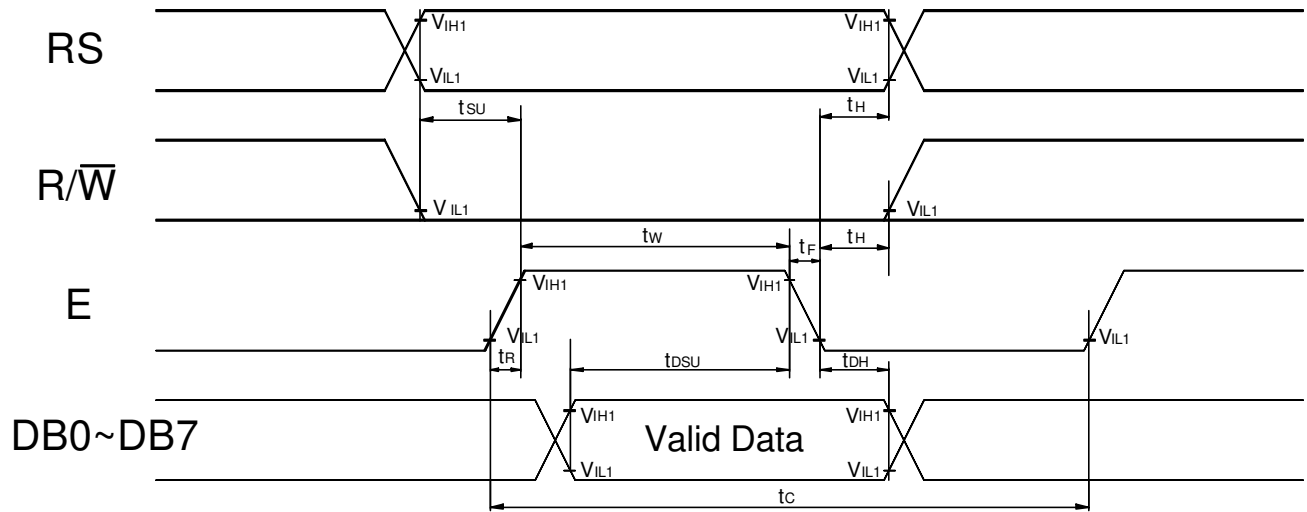 RS
VIH1 VIH1
VIL1 VIL1
tSU tH
R/W̅
VIL1 VIL1
tW tF tH
E
VIH1 VIH1
VIL1 VIL1 VIL1
tR tDSU tDH
DB0~DB7
VIH1 VIH1
Valid Data
VIL1 VIL1
tC